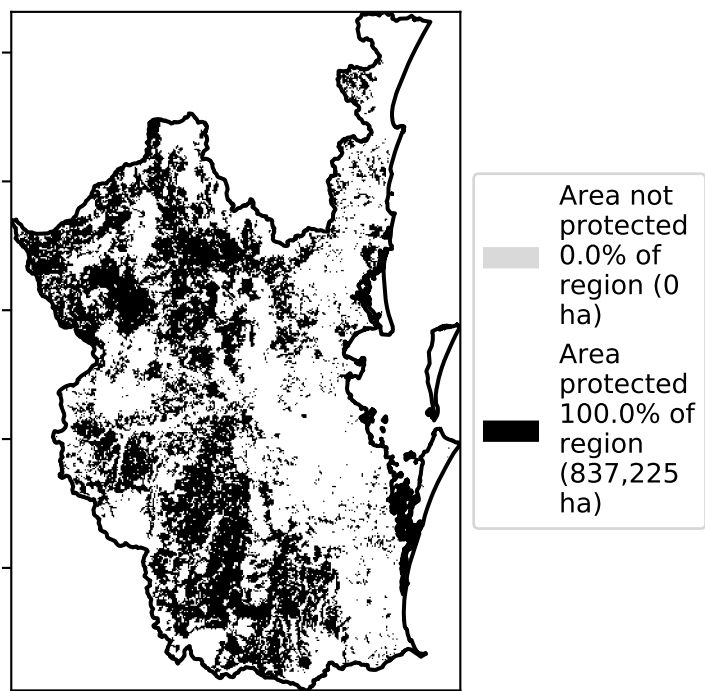 Area not
protected
0.0% of
region (0
ha)
Area
protected
100.0% of
region
(837,225
ha)